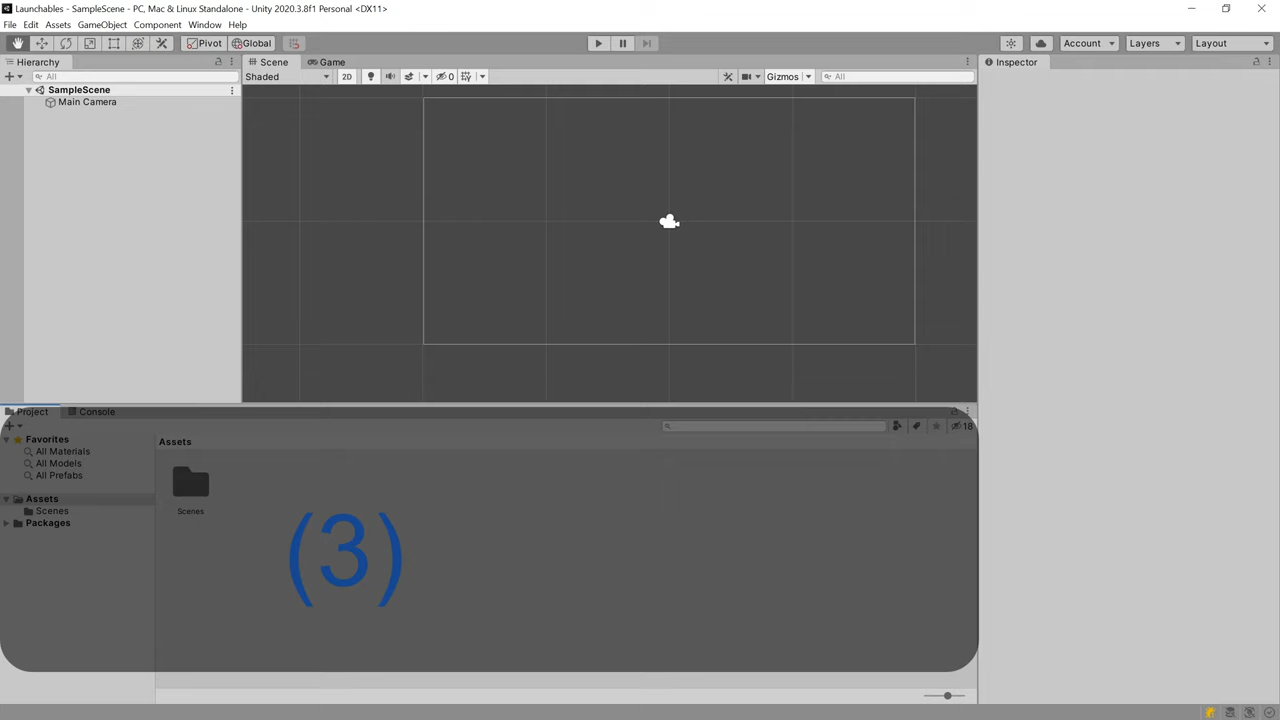 Launchables - SampleScene - PC, Mac & Linux Standalone - Unity 2020.3.8f1 Personal <DX11>
File Edit Assets GameObject Component Window Help
Pivot Global Account Layers Layout
Hierarchy Scene Game Inspector
All Shaded 2D 0 Gizmos All
SampleScene
Main Camera
Project Console
18
Favorites Assets
All Materials
All Models
All Prefabs
Assets
Scenes Scenes
Packages
(3)